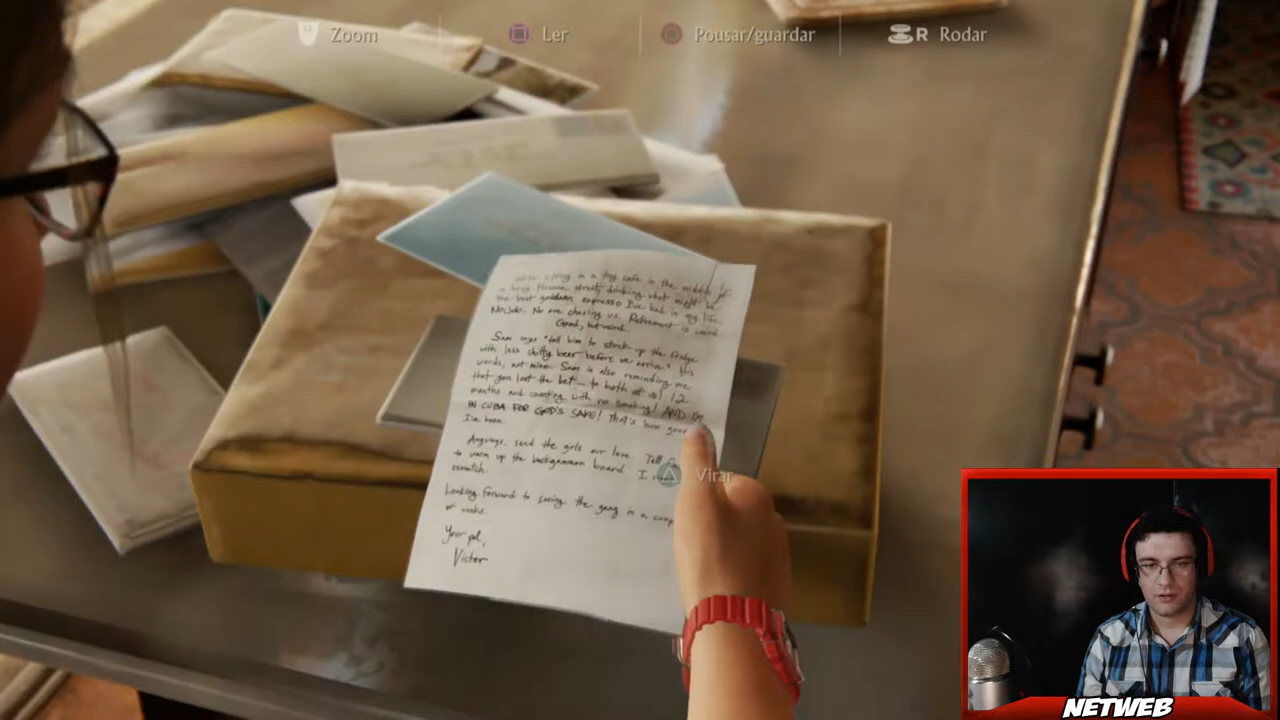 Zoom
Ler
Pousar/guardar
R Rodar
sitting in a tiny cafe in the middle
a busy Havana street, drinking what might be
the best goddamn espresso I've had in my life.
No jobs. No one chasing us. Retirement is weird.
Good, but weird.
Sam says "tell him to stock up the fridge
with less shitty beer before we arrive." His
words, not mine. Sam is also reminding me
that you lost the bet — to both of us! 12
months and counting with no smoking! AND I'm
IN CUBA FOR GOD'S SAKE! That's how good
I've been.
Anyways, send the girls our love. Tell
to warm up the backgammon board. I
rematch.
Virar
Looking forward to seeing the gang in a
of weeks.
Your pal,
Victor
NETWEB